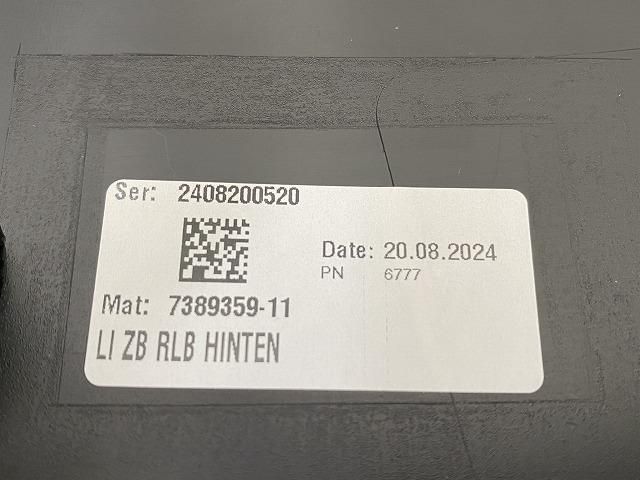 Ser: 2408200520
Date: 20.08.2024
PN 6777
Mat: 7389359-11
LI ZB RLB HINTEN